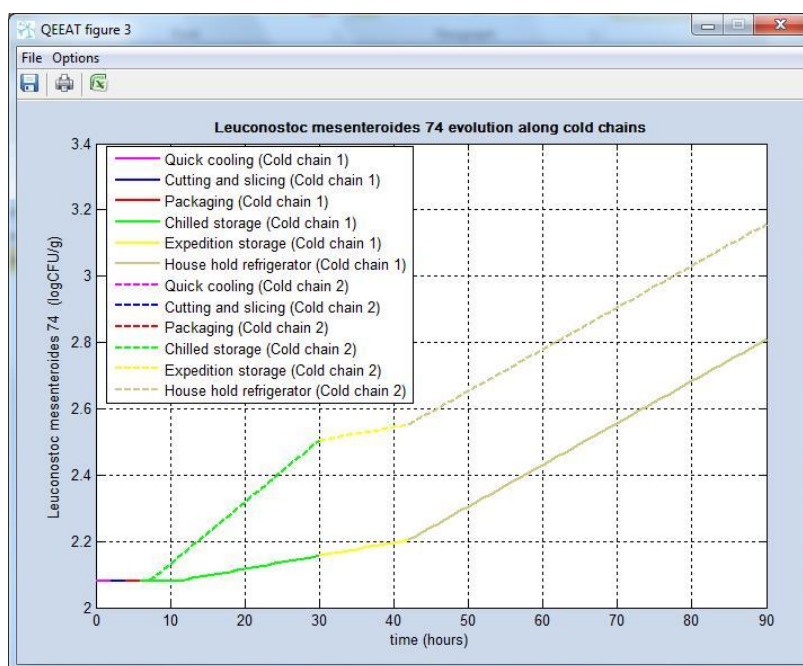 QEEAT figure 3
File Options
Leuconostoc mesenteroides 74 evolution along cold chains
3.4
3.2
3
2.8
2.6
2.4
2.2
2
Leuconostoc mesenteroides 74 (logCFU/g)
Quick cooling (Cold chain 1)
Cutting and slicing (Cold chain 1)
Packaging (Cold chain 1)
Chilled storage (Cold chain 1)
Expedition storage (Cold chain 1)
House hold refrigerator (Cold chain 1)
Quick cooling (Cold chain 2)
Cutting and slicing (Cold chain 2)
Packaging (Cold chain 2)
Chilled storage (Cold chain 2)
Expedition storage (Cold chain 2)
House hold refrigerator (Cold chain 2)
0 10 20 30 40 50 60 70 80 90
time (hours)